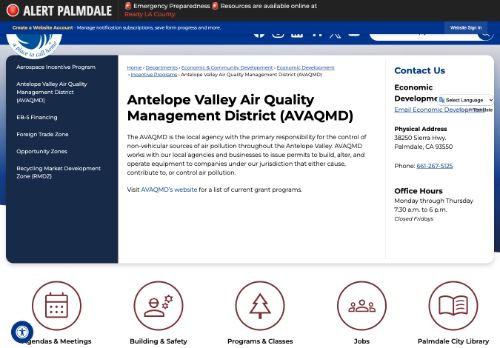 ALERT PALMDALE
Emergency Preparedness Resources are available online at
Ready LA County.
Create a Website Account - Manage notification subscriptions, save form progress and more.
Website Sign In
a place to call home
Aerospace Incentive Program
Antelope Valley Air Quality
Management District
(AVAQMD)
EB-5 Financing
Foreign Trade Zone
Opportunity Zones
Recycling Market Development
Zone (RMDZ)
Home › Departments › Economic & Community Development › Economic Development
› Incentive Programs › Antelope Valley Air Quality Management District (AVAQMD)
Antelope Valley Air Quality
Management District (AVAQMD)
The AVAQMD is the local agency with the primary responsibility for the control
of non-vehicular sources of air pollution throughout the Antelope Valley. AVAQMD
works with our local agencies and businesses to issue permits to build, alter, and
operate equipment to companies under our jurisdiction that either cause,
contribute to, or control air pollution.
Visit AVAQMD's website for a list of current grant programs.
Contact Us
Economic
Developme
Select Language
Email Economic Development
Physical Address
38250 Sierra Hwy.
Palmdale, CA 93550
Phone: 661-267-5125
Office Hours
Monday through Thursday
7:30 a.m. to 6 p.m.
Closed Fridays
Agendas & Meetings
Building & Safety
Programs & Classes
Jobs
Palmdale City Library